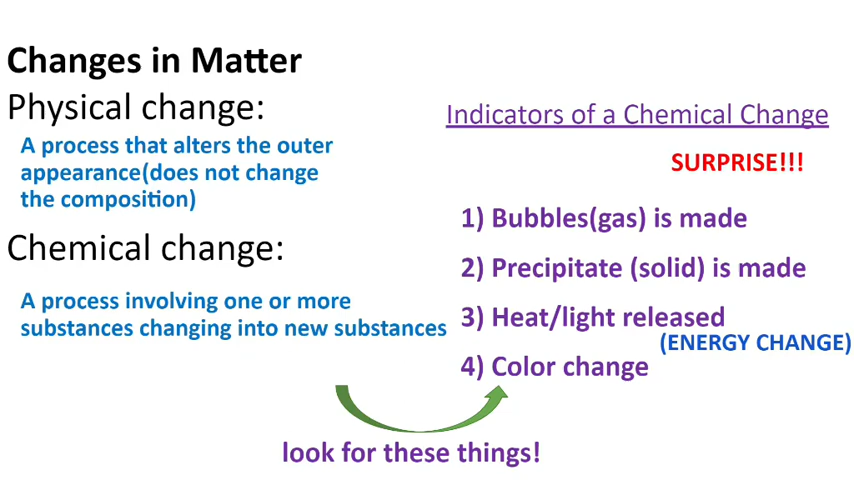 Changes in Matter
Physical change:
A process that alters the outer
appearance(does not change
the composition)
Chemical change:
A process involving one or more
substances changing into new substances
Indicators of a Chemical Change
SURPRISE!!!
1) Bubbles(gas) is made
2) Precipitate (solid) is made
3) Heat/light released
(ENERGY CHANGE)
4) Color change
look for these things!